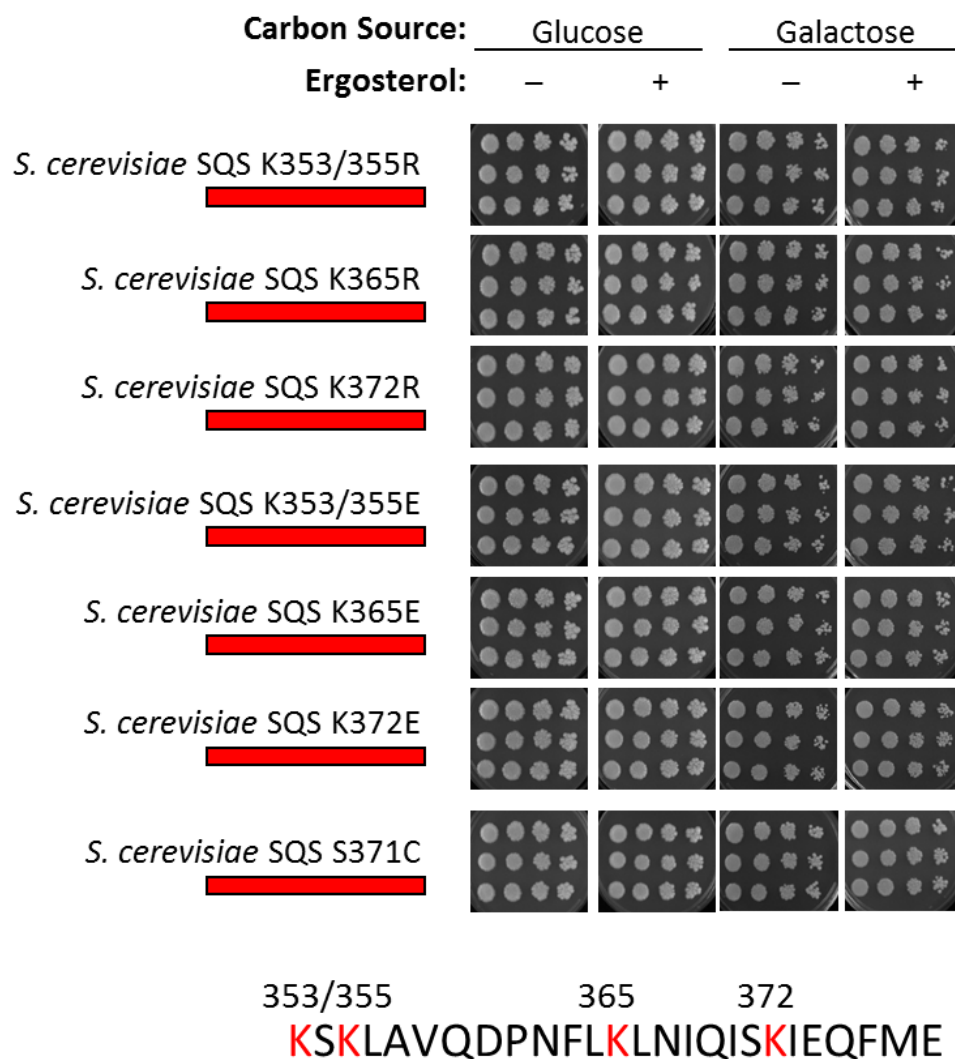 Carbon Source: Glucose Galactose
Ergosterol: – + – +
S. cerevisiae SQS K353/355R
S. cerevisiae SQS K365R
S. cerevisiae SQS K372R
S. cerevisiae SQS K353/355E
S. cerevisiae SQS K365E
S. cerevisiae SQS K372E
S. cerevisiae SQS S371C
353/355 365 372
KSKLAVQDPNFLKLNIQISKIEQFME